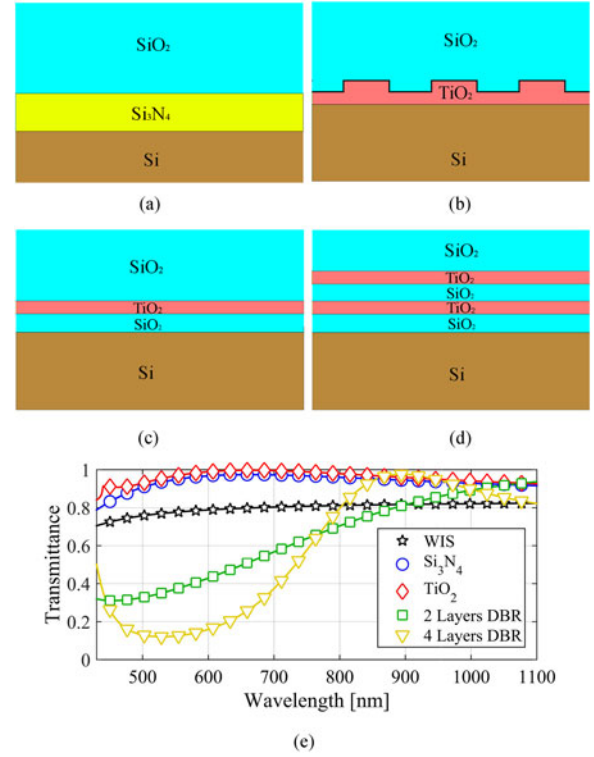 SiO₂
SiO₂
Si₃N₄
TiO₂
Si
Si
(a)
(b)
SiO₂
SiO₂
TiO₂
SiO₂
TiO₂
TiO₂
SiO₂
SiO₂
Si
Si
(c)
(d)
1
0.8
0.6
0.4
0.2
0
Transmittance
WIS
Si₃N₄
TiO₂
2 Layers DBR
4 Layers DBR
500 600 700 800 900 1000 1100
Wavelength [nm]
(e)